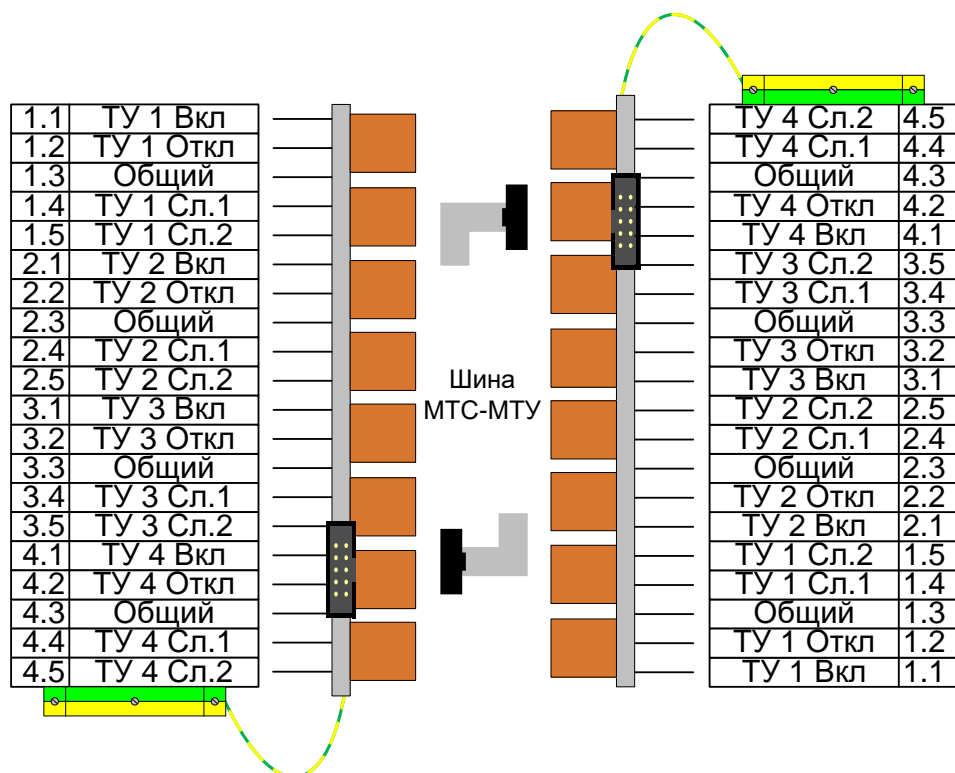 1.1 ТУ 1 Вкл
1.2 ТУ 1 Откл
1.3 Общий
1.4 ТУ 1 Сл.1
1.5 ТУ 1 Сл.2
2.1 ТУ 2 Вкл
2.2 ТУ 2 Откл
2.3 Общий
2.4 ТУ 2 Сл.1
2.5 ТУ 2 Сл.2
3.1 ТУ 3 Вкл
3.2 ТУ 3 Откл
3.3 Общий
3.4 ТУ 3 Сл.1
3.5 ТУ 3 Сл.2
4.1 ТУ 4 Вкл
4.2 ТУ 4 Откл
4.3 Общий
4.4 ТУ 4 Сл.1
4.5 ТУ 4 Сл.2
Шина
МТС-МТУ
ТУ 4 Сл.2 4.5
ТУ 4 Сл.1 4.4
Общий 4.3
ТУ 4 Откл 4.2
ТУ 4 Вкл 4.1
ТУ 3 Сл.2 3.5
ТУ 3 Сл.1 3.4
Общий 3.3
ТУ 3 Откл 3.2
ТУ 3 Вкл 3.1
ТУ 2 Сл.2 2.5
ТУ 2 Сл.1 2.4
Общий 2.3
ТУ 2 Откл 2.2
ТУ 2 Вкл 2.1
ТУ 1 Сл.2 1.5
ТУ 1 Сл.1 1.4
Общий 1.3
ТУ 1 Откл 1.2
ТУ 1 Вкл 1.1